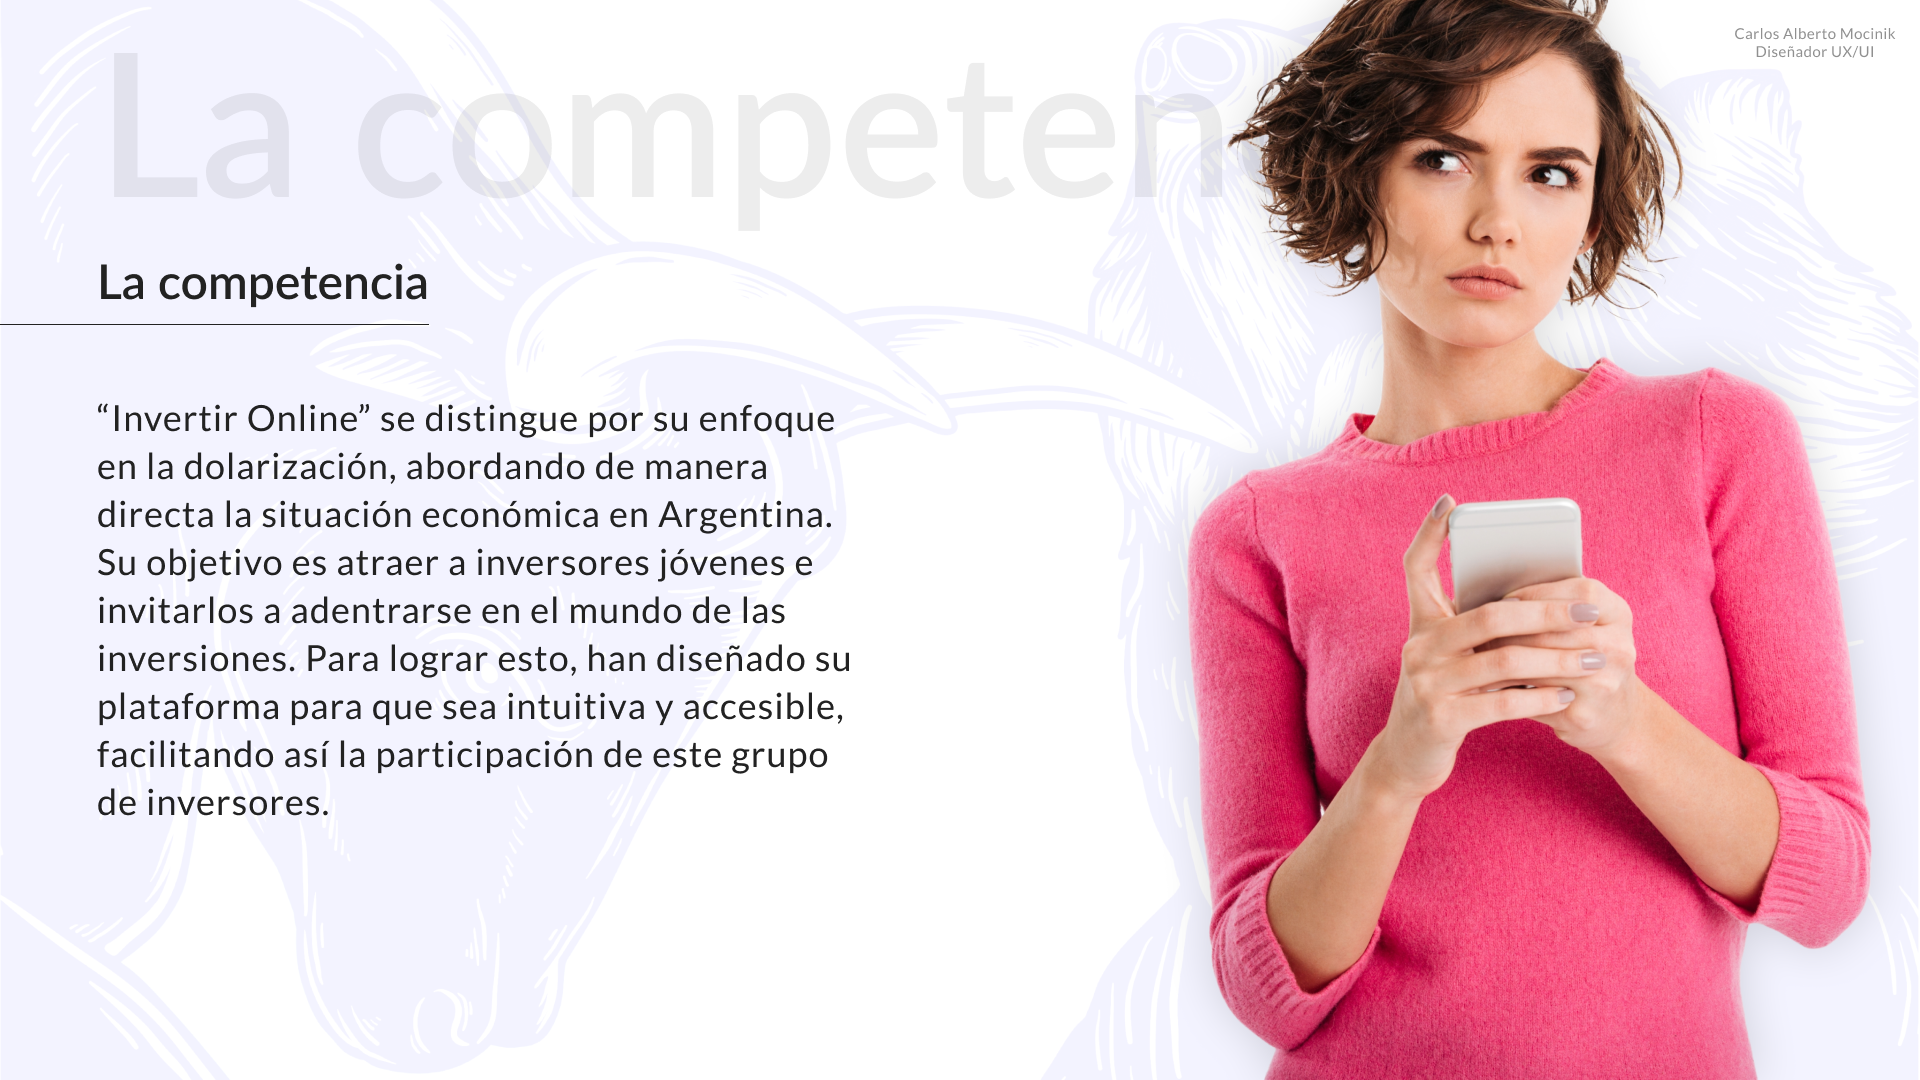 Carlos Alberto Mocinik
Diseñador UX/UI
La competen
La competencia
“Invertir Online” se distingue por su enfoque
en la dolarización, abordando de manera
directa la situación económica en Argentina.
Su objetivo es atraer a inversores jóvenes e
invitarlos a adentrarse en el mundo de las
inversiones. Para lograr esto, han diseñado su
plataforma para que sea intuitiva y accesible,
facilitando así la participación de este grupo
de inversores.